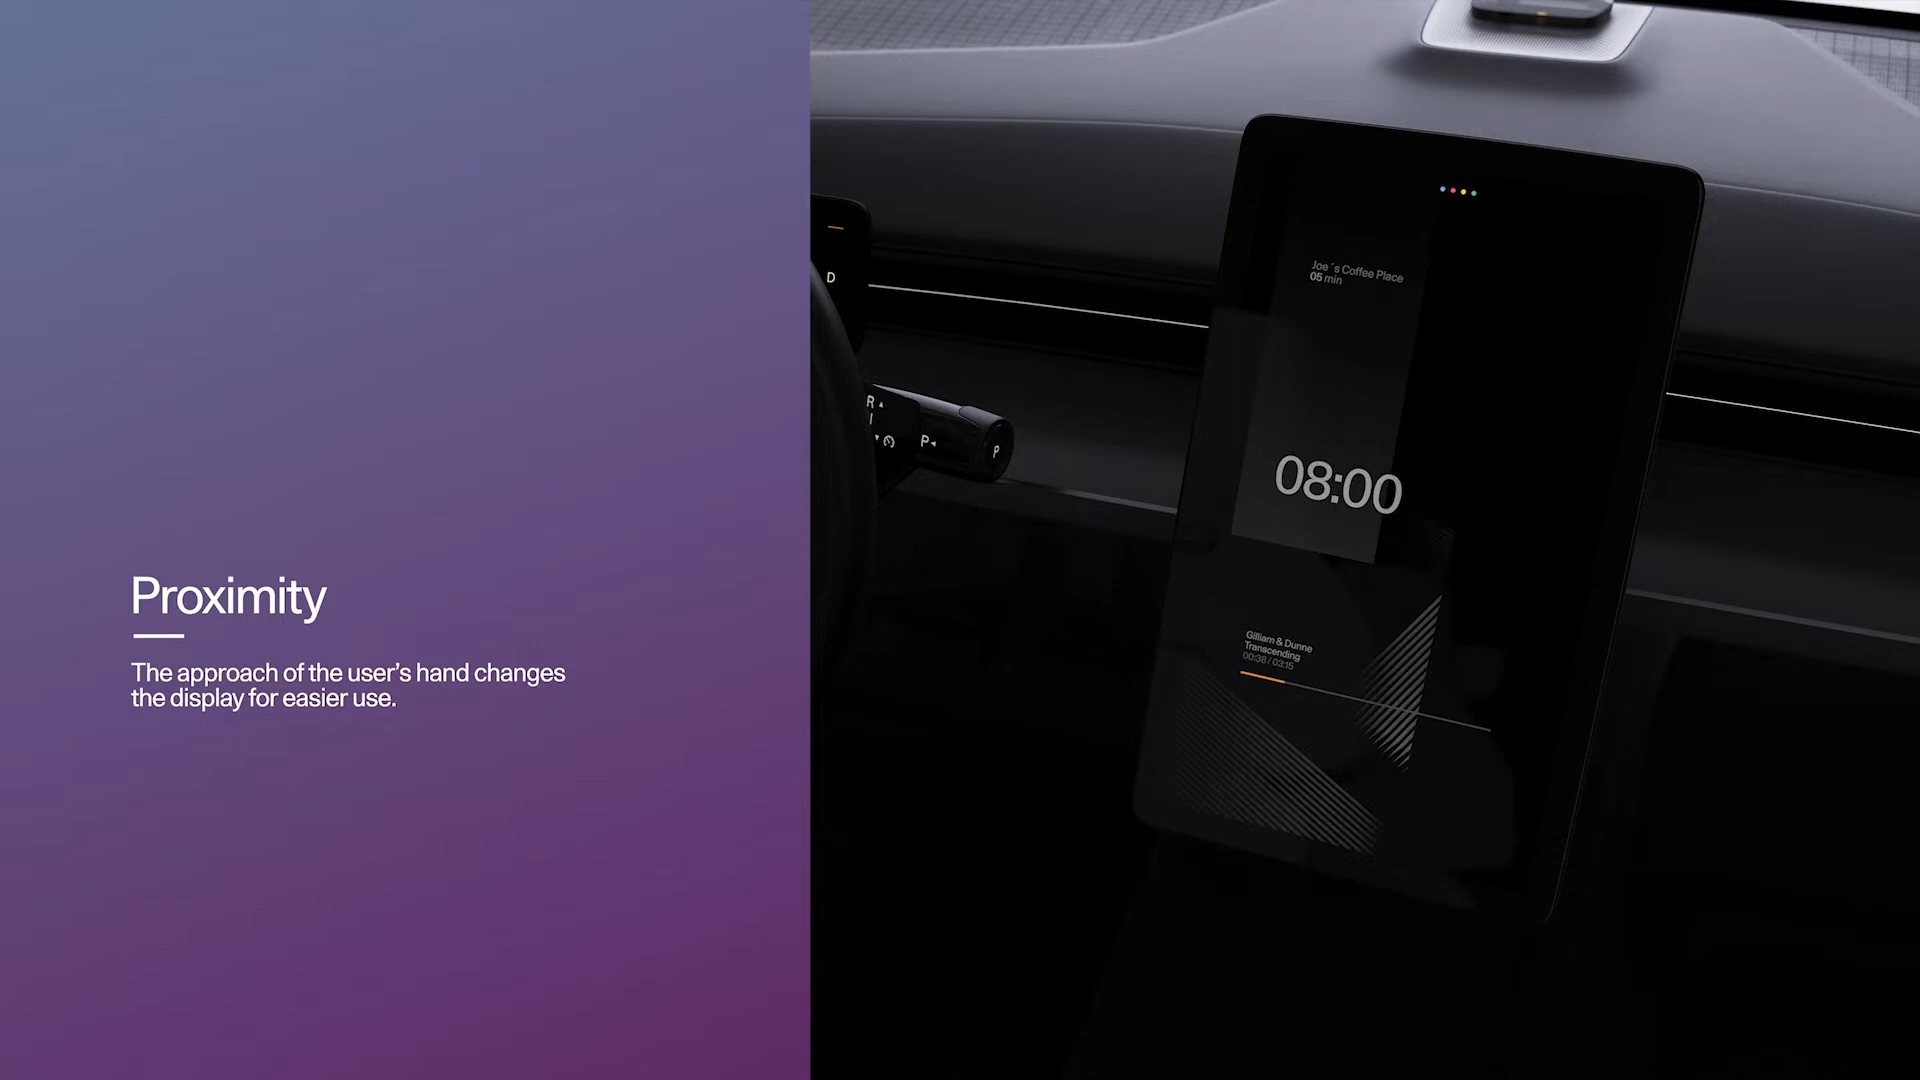 Proximity
The approach of the user's hand changes
the display for easier use.
D
R
P
P
Joe ´s Coffee Place
05 min
08:00
Gilliam & Dunne
Transcending
00:38 / 03:15